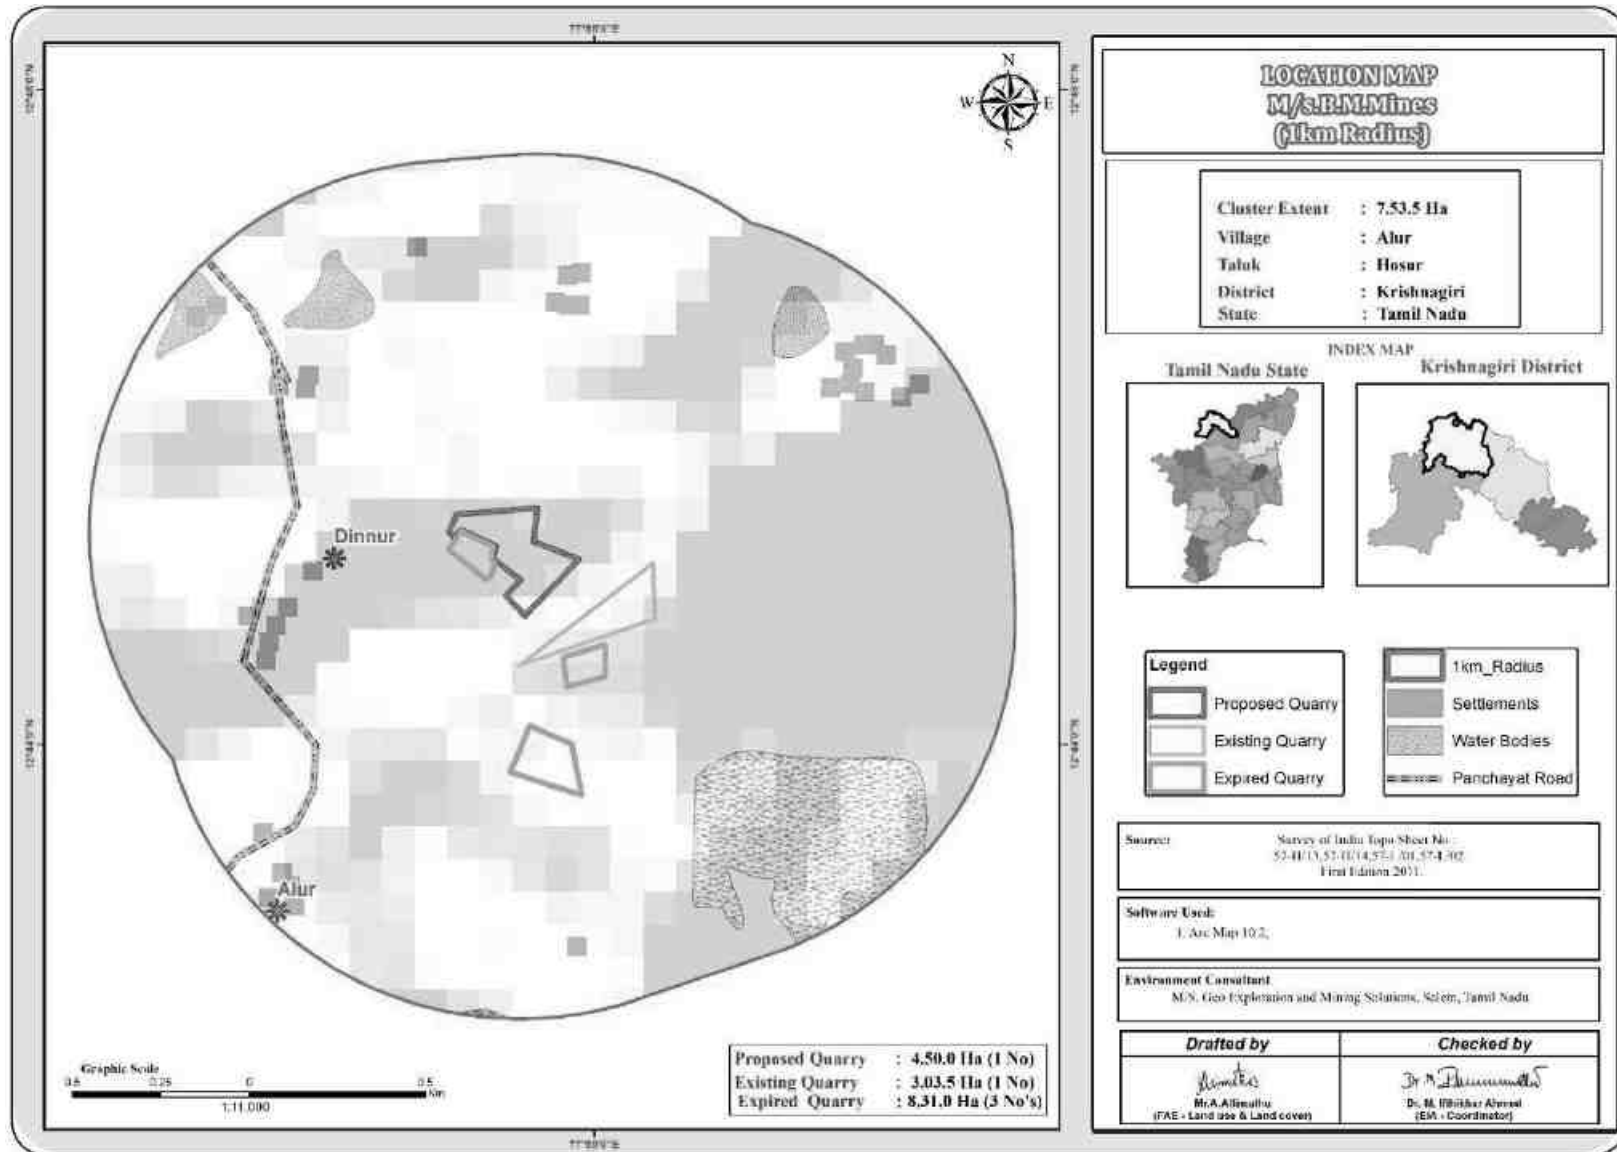 N
W E
S
Dinnur
Alur
Graphic Scale
0.5 0.25 0 0.5
Km
1:11,000
Proposed Quarry : 4.50.0 Ha (1 No)
Existing Quarry : 3.03.5 Ha (1 No)
Expired Quarry : 8,31.0 Ha (3 No's)
LOCATION MAP
M/s.B.M.Mines
(1km Radius)
Cluster Extent : 7.53.5 Ha
Village : Alur
Taluk : Hosur
District : Krishnagiri
State : Tamil Nadu
INDEX MAP
Tamil Nadu State
Krishnagiri District
Legend
Proposed Quarry
Existing Quarry
Expired Quarry
1km_Radius
Settlements
Water Bodies
Panchayat Road
Source:
Survey of India Topo Sheet No :
First Edition 2011.
Software Used:
1. Arc Map 10.2,
Environment Consultant
M/S. Geo Exploration and Mining Solutions, Salem, Tamil Nadu
Drafted by
Mr.A.Allimuthu
(FAE - Land use & Land cover)
Checked by
Dr. M. Ifthikhar Ahmed
(EIA - Coordinator)